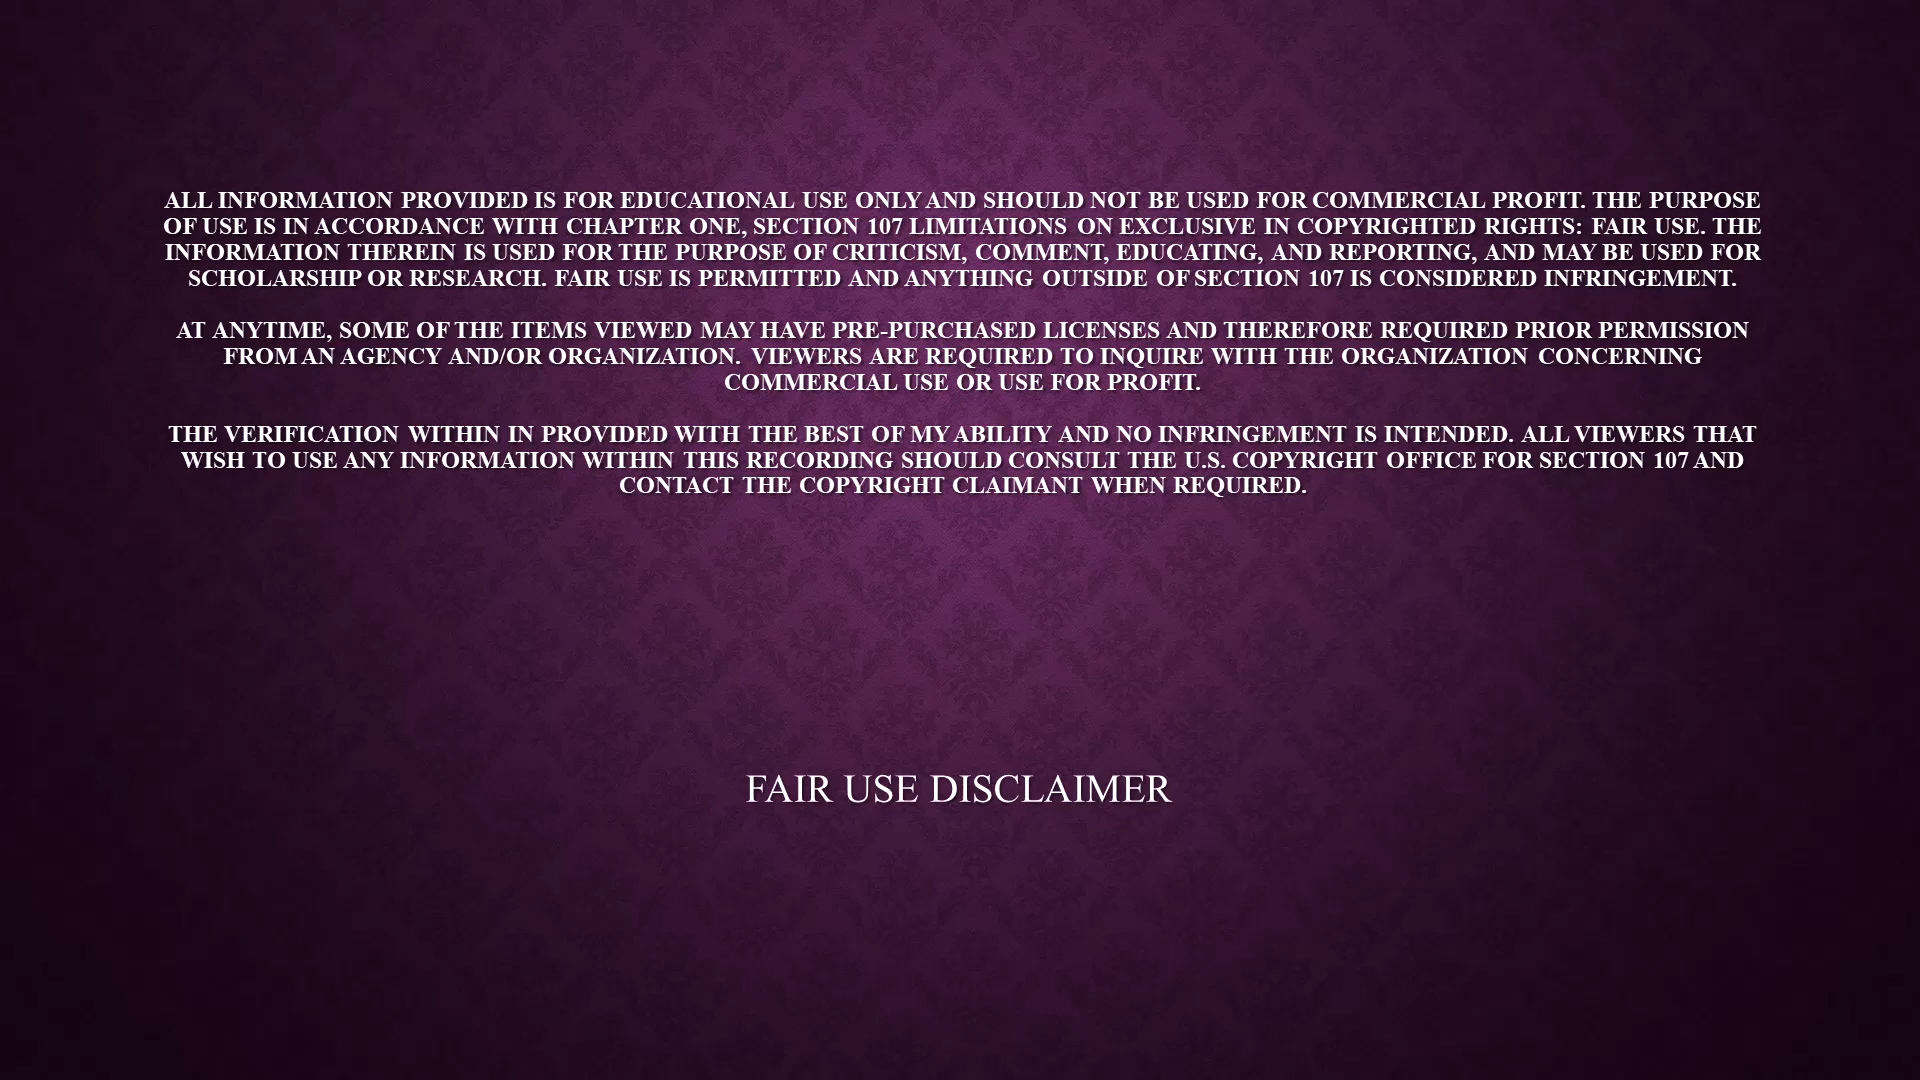 ALL INFORMATION PROVIDED IS FOR EDUCATIONAL USE ONLY AND SHOULD NOT BE USED FOR COMMERCIAL PROFIT. THE PURPOSE
OF USE IS IN ACCORDANCE WITH CHAPTER ONE, SECTION 107 LIMITATIONS ON EXCLUSIVE IN COPYRIGHTED RIGHTS: FAIR USE. THE
INFORMATION THEREIN IS USED FOR THE PURPOSE OF CRITICISM, COMMENT, EDUCATING, AND REPORTING, AND MAY BE USED FOR
SCHOLARSHIP OR RESEARCH. FAIR USE IS PERMITTED AND ANYTHING OUTSIDE OF SECTION 107 IS CONSIDERED INFRINGEMENT.
AT ANYTIME, SOME OF THE ITEMS VIEWED MAY HAVE PRE-PURCHASED LICENSES AND THEREFORE REQUIRED PRIOR PERMISSION
FROM AN AGENCY AND/OR ORGANIZATION. VIEWERS ARE REQUIRED TO INQUIRE WITH THE ORGANIZATION CONCERNING
COMMERCIAL USE OR USE FOR PROFIT.
THE VERIFICATION WITHIN IN PROVIDED WITH THE BEST OF MY ABILITY AND NO INFRINGEMENT IS INTENDED. ALL VIEWERS THAT
WISH TO USE ANY INFORMATION WITHIN THIS RECORDING SHOULD CONSULT THE U.S. COPYRIGHT OFFICE FOR SECTION 107 AND
CONTACT THE COPYRIGHT CLAIMANT WHEN REQUIRED.
FAIR USE DISCLAIMER